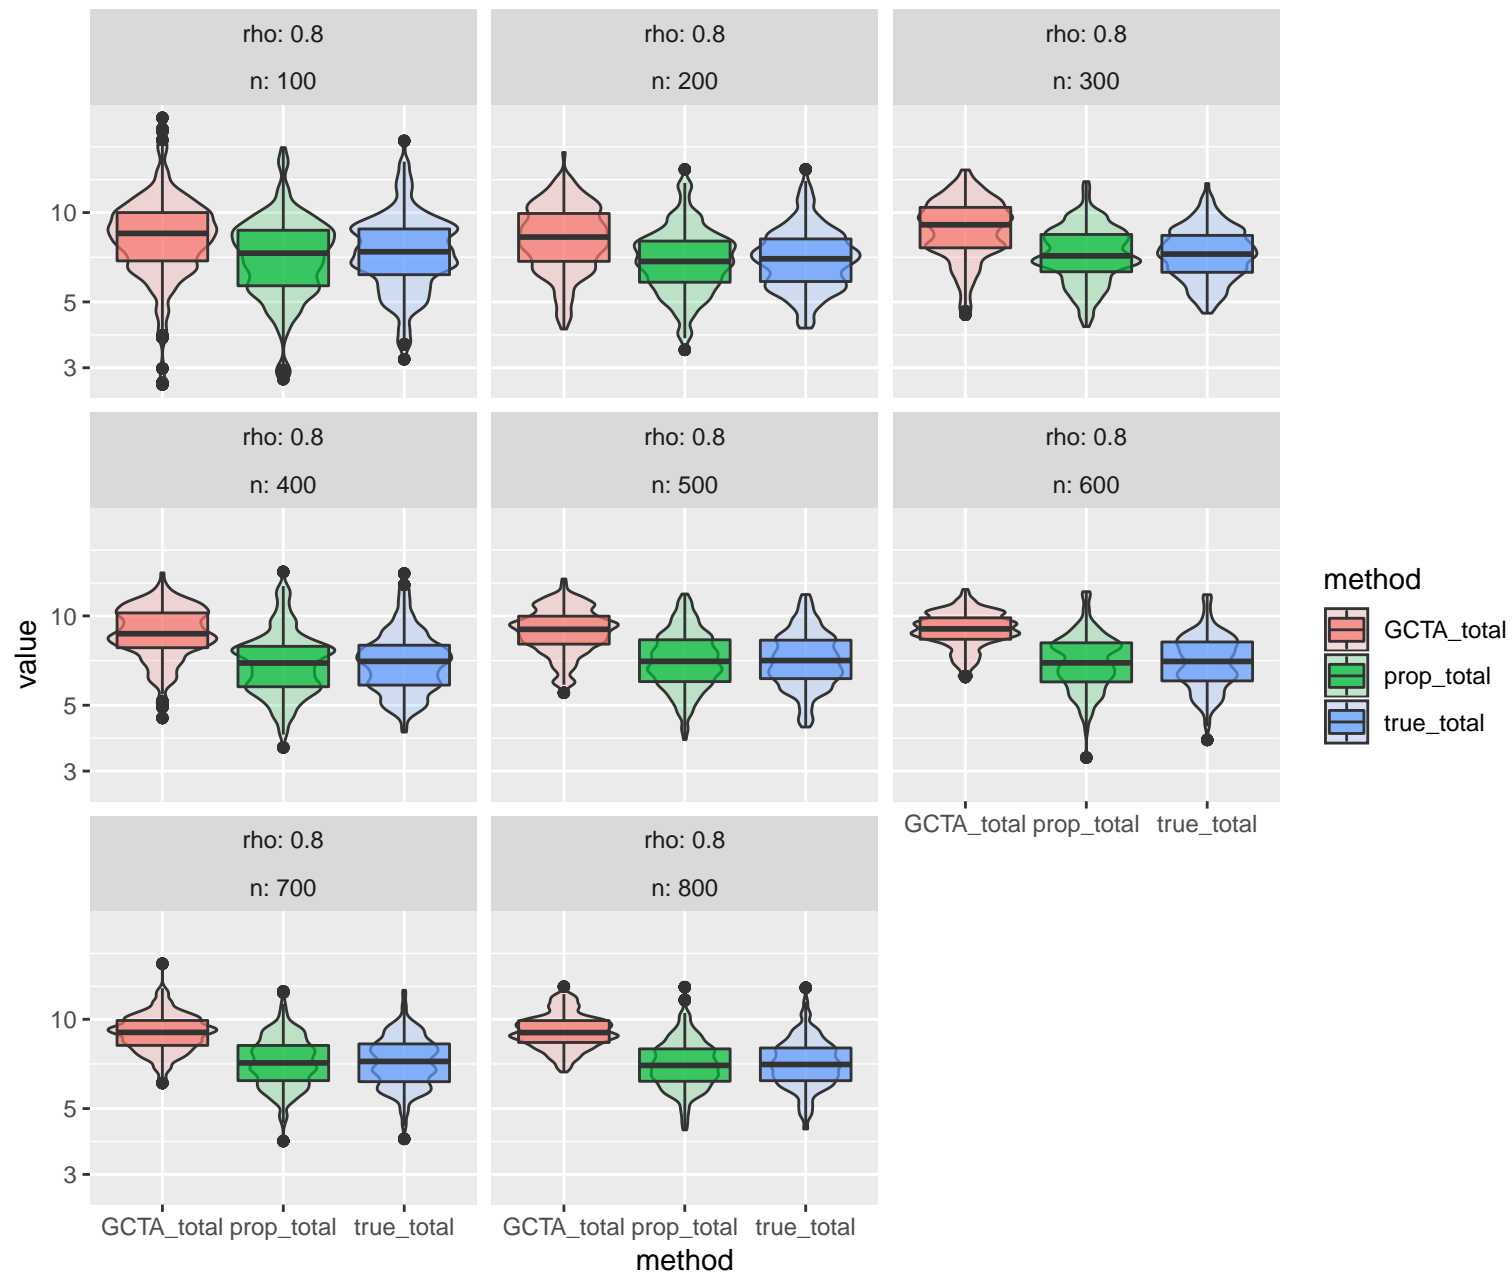 rho: 0.8
n: 100
rho: 0.8
n: 200
rho: 0.8
n: 300
10
5
3
rho: 0.8
n: 400
rho: 0.8
n: 500
rho: 0.8
n: 600
10
5
3
GCTA_total prop_total true_total
rho: 0.8
n: 700
rho: 0.8
n: 800
10
5
3
GCTA_total prop_total true_total
GCTA_total prop_total true_total
method
value
method
GCTA_total
prop_total
true_total